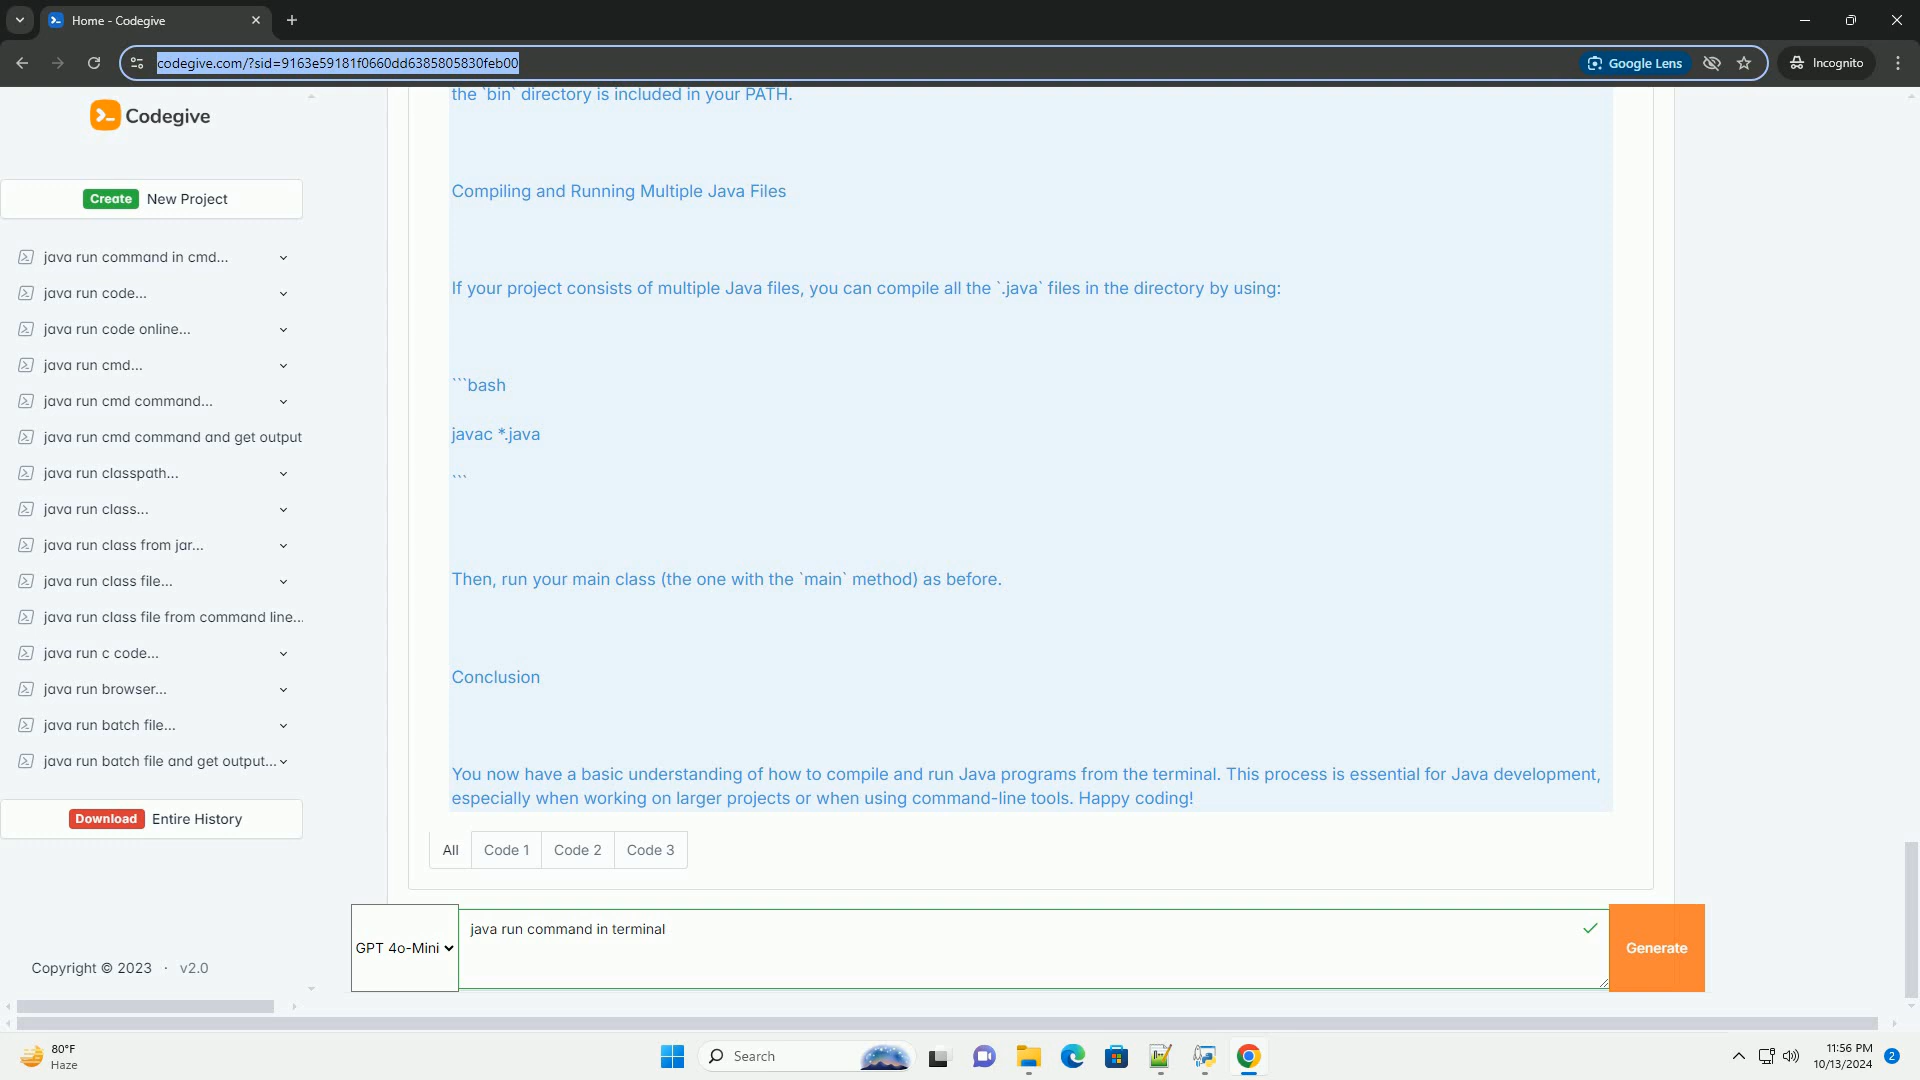 Home - Codegive
codegive.com/?sid=9163e59181f0660dd6385805830feb00
Google Lens
Incognito
Codegive
Create New Project
java run command in cmd...
java run code...
java run code online...
java run cmd...
java run cmd command...
java run cmd command and get output
java run classpath...
java run class...
java run class from jar...
java run class file...
java run class file from command line...
java run c code...
java run browser...
java run batch file...
java run batch file and get output...
Download Entire History
Copyright © 2023 · v2.0
the `bin` directory is included in your PATH.
Compiling and Running Multiple Java Files
If your project consists of multiple Java files, you can compile all the `.java` files in the directory by using:
```bash
javac *.java
```
Then, run your main class (the one with the `main` method) as before.
Conclusion
You now have a basic understanding of how to compile and run Java programs from the terminal. This process is essential for Java development,
especially when working on larger projects or when using command-line tools. Happy coding!
All Code 1 Code 2 Code 3
GPT 4o-Mini
java run command in terminal
Generate
80°F
Haze
Search
11:56 PM
10/13/2024
2